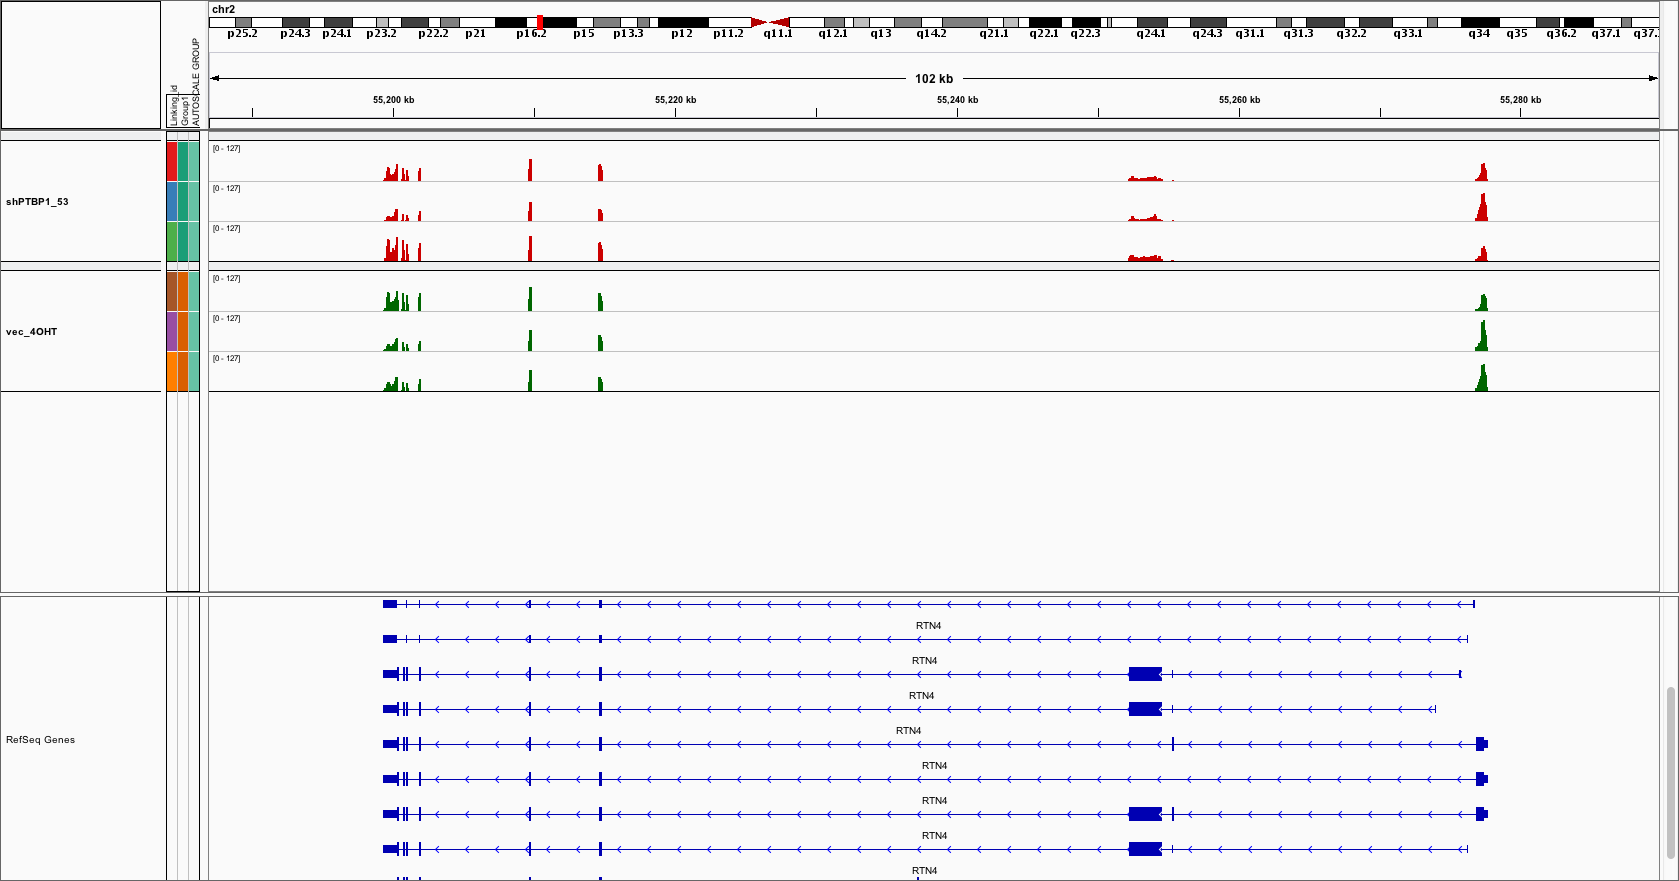 chr2
p25.2 p24.3 p24.1 p23.2 p22.2 p21 p16.2 p15 p13.3 p12 p11.2 q11.1 q12.1 q13 q14.2 q21.1 q22.1 q22.3 q24.1 q24.3 q31.1 q31.3 q32.2 q33.1 q34 q35 q36.2 q37.1 q37.
102 kb
55,200 kb 55,220 kb 55,240 kb 55,260 kb 55,280 kb
Linking_id
Group1
AUTOSCALE GROUP
[0 - 127]
shPTBP1_53
[0 - 127]
[0 - 127]
[0 - 127]
vec_4OHT
[0 - 127]
[0 - 127]
RefSeq Genes
RTN4
RTN4
RTN4
RTN4
RTN4
RTN4
RTN4
RTN4